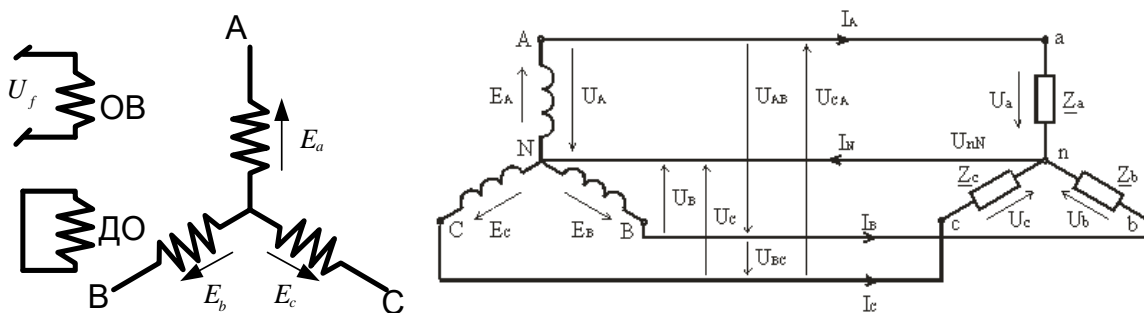 A
U_f
ОВ
E_a
ДО
B
E_b
E_c
C
I_A
A
a
E_A
U_A
U_AB
U_CA
U_a
Z_a
N
I_N
U_nN
n
Z_c
Z_b
U_B
U_C
C
E_C
E_B
B
I_B
c
U_c
U_b
b
U_BC
I_C